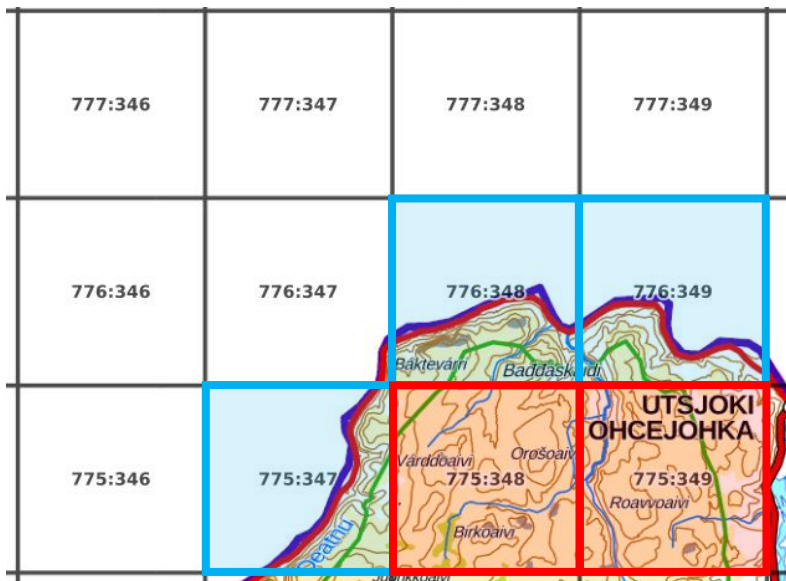 777:346 777:347 777:348 777:349
776:346 776:347 776:348 776:349
Báktevárri Baddaskaidi
UTSJOKI
OHCEJOHKA
Várddoaivi Orošoaivi
775:346 775:347 775:348 775:349
Roavvoaivi
Birkoaivi
Deatnu